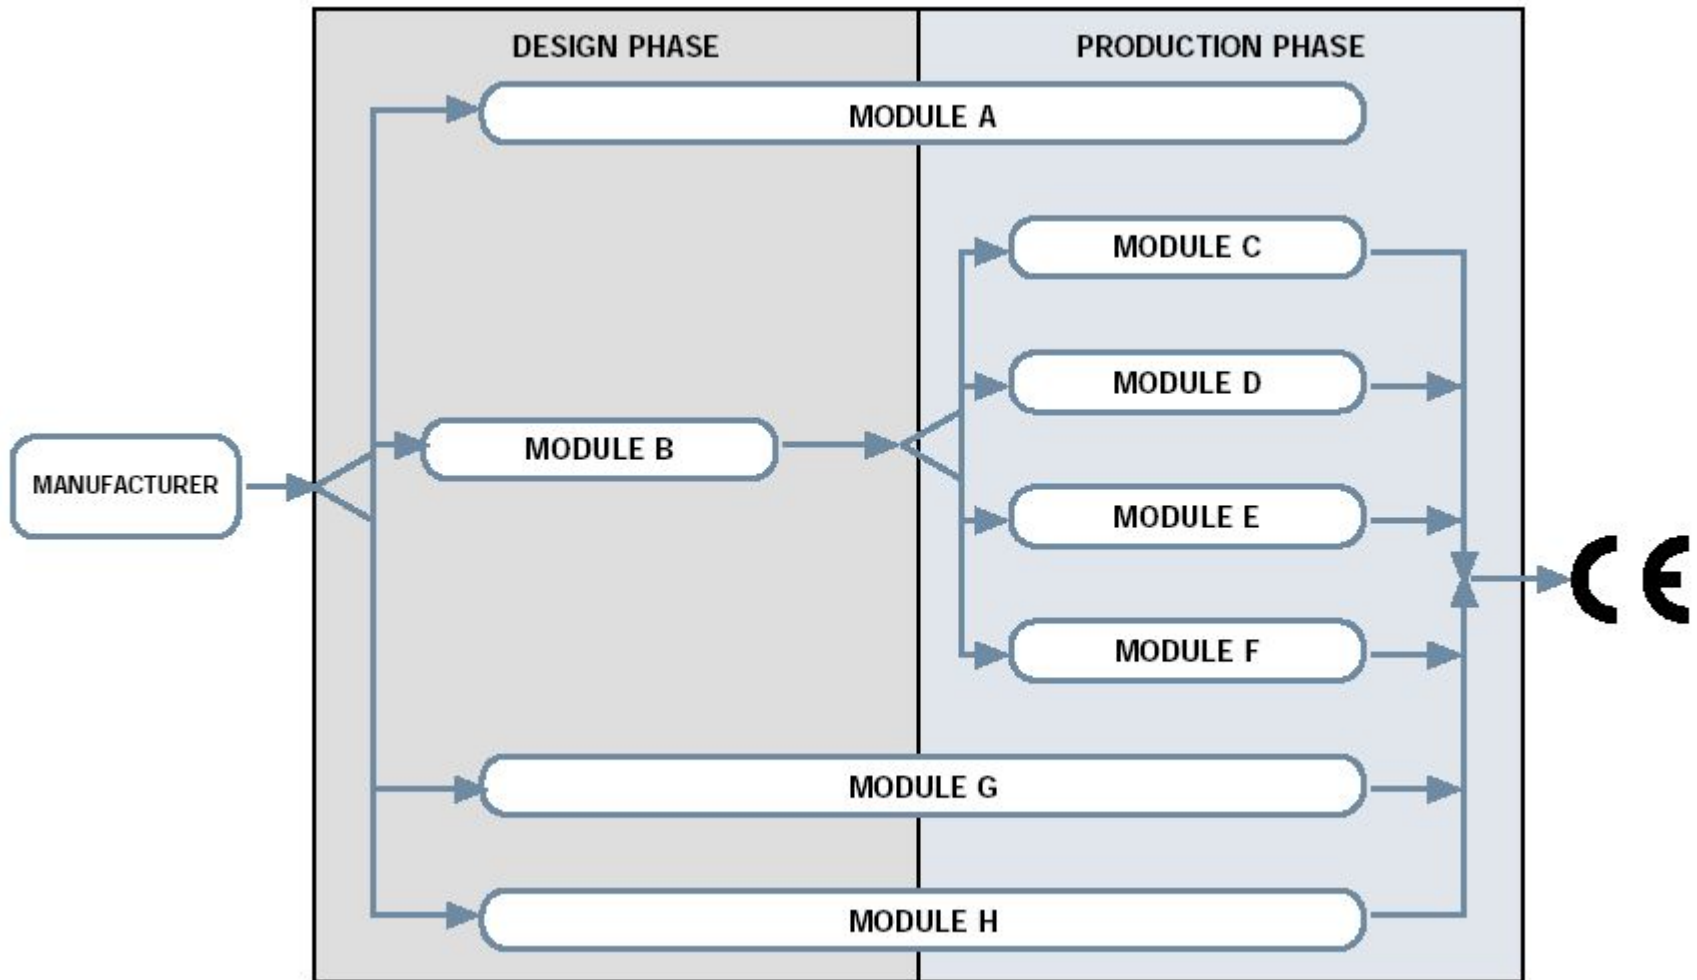 DESIGN PHASE
PRODUCTION PHASE
MODULE A
MODULE C
MODULE D
MODULE B
MANUFACTURER
MODULE E
CE
MODULE F
MODULE G
MODULE H